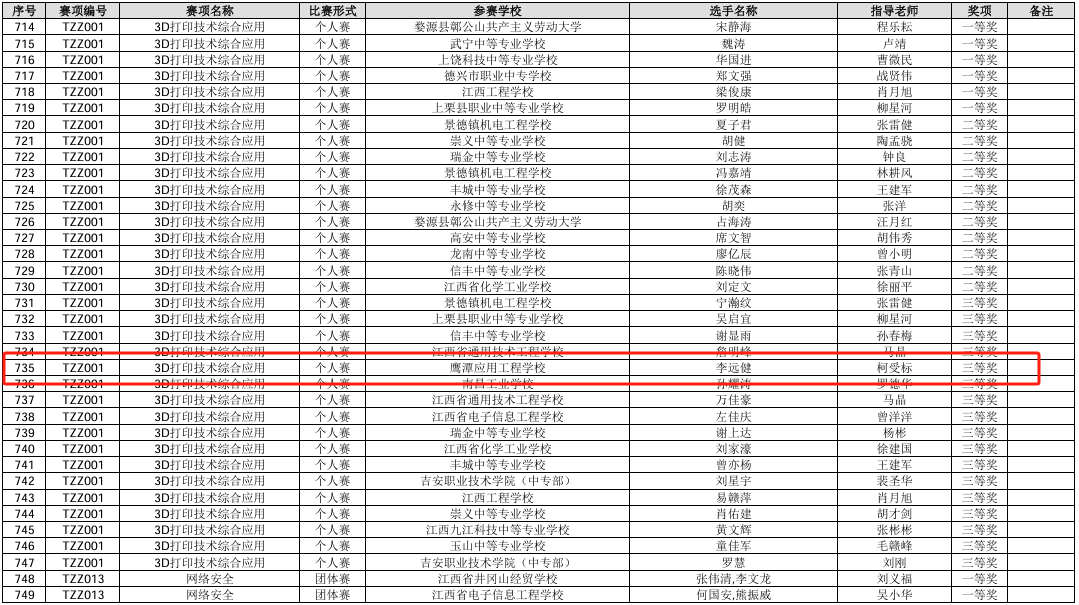 序号 赛项编号 赛项名称 比赛形式 参赛学校 选手名称 指导老师 奖项 备注
714 TZZ001 3D打印技术综合应用 个人赛 婺源县鄣公山共产主义劳动大学 宋静海 程乐耘 一等奖
715 TZZ001 3D打印技术综合应用 个人赛 武宁中等专业学校 魏涛 卢靖 一等奖
716 TZZ001 3D打印技术综合应用 个人赛 上饶科技中等专业学校 华国进 曹微民 一等奖
717 TZZ001 3D打印技术综合应用 个人赛 德兴市职业中专学校 郑文强 战贤伟 一等奖
718 TZZ001 3D打印技术综合应用 个人赛 江西工程学校 梁俊康 肖月旭 一等奖
719 TZZ001 3D打印技术综合应用 个人赛 上栗县职业中等专业学校 罗明皓 柳星河 一等奖
720 TZZ001 3D打印技术综合应用 个人赛 景德镇机电工程学校 夏子君 张雷健 二等奖
721 TZZ001 3D打印技术综合应用 个人赛 崇义中等专业学校 胡健 陶孟骁 二等奖
722 TZZ001 3D打印技术综合应用 个人赛 瑞金中等专业学校 刘志涛 钟良 二等奖
723 TZZ001 3D打印技术综合应用 个人赛 景德镇机电工程学校 冯嘉靖 林耕风 二等奖
724 TZZ001 3D打印技术综合应用 个人赛 丰城中等专业学校 徐茂森 王建军 二等奖
725 TZZ001 3D打印技术综合应用 个人赛 永修中等专业学校 胡奕 张洋 二等奖
726 TZZ001 3D打印技术综合应用 个人赛 婺源县鄣公山共产主义劳动大学 占海涛 汪月红 二等奖
727 TZZ001 3D打印技术综合应用 个人赛 高安中等专业学校 席文智 胡伟秀 二等奖
728 TZZ001 3D打印技术综合应用 个人赛 龙南中等专业学校 廖亿辰 曾小明 二等奖
729 TZZ001 3D打印技术综合应用 个人赛 信丰中等专业学校 陈晓伟 张青山 二等奖
730 TZZ001 3D打印技术综合应用 个人赛 江西省化学工业学校 刘定文 徐丽平 二等奖
731 TZZ001 3D打印技术综合应用 个人赛 景德镇机电工程学校 宁瀚纹 张雷健 三等奖
732 TZZ001 3D打印技术综合应用 个人赛 上栗县职业中等专业学校 吴启宜 柳星河 三等奖
733 TZZ001 3D打印技术综合应用 个人赛 信丰中等专业学校 谢显雨 孙春梅 三等奖
734 TZZ001 3D打印技术综合应用 个人赛 江西省通用技术工程学校 詹明峰 马晶 三等奖
735 TZZ001 3D打印技术综合应用 个人赛 鹰潭应用工程学校 李远健 柯受标 三等奖
736 TZZ001 3D打印技术综合应用 个人赛 南昌工业学校 孙耀涛 罗德华 三等奖
737 TZZ001 3D打印技术综合应用 个人赛 江西省通用技术工程学校 万佳豪 马晶 三等奖
738 TZZ001 3D打印技术综合应用 个人赛 江西省电子信息工程学校 左佳庆 曾洋洋 三等奖
739 TZZ001 3D打印技术综合应用 个人赛 瑞金中等专业学校 谢上达 杨彬 三等奖
740 TZZ001 3D打印技术综合应用 个人赛 江西省化学工业学校 刘家濠 徐建国 三等奖
741 TZZ001 3D打印技术综合应用 个人赛 丰城中等专业学校 曾亦杨 王建军 三等奖
742 TZZ001 3D打印技术综合应用 个人赛 吉安职业技术学院（中专部） 刘星宇 裴圣华 三等奖
743 TZZ001 3D打印技术综合应用 个人赛 江西工程学校 易赣萍 肖月旭 三等奖
744 TZZ001 3D打印技术综合应用 个人赛 崇义中等专业学校 肖佑建 胡才剑 三等奖
745 TZZ001 3D打印技术综合应用 个人赛 江西九江科技中等专业学校 黄文辉 张彬彬 三等奖
746 TZZ001 3D打印技术综合应用 个人赛 玉山中等专业学校 童佳军 毛赣峰 三等奖
747 TZZ001 3D打印技术综合应用 个人赛 吉安职业技术学院（中专部） 罗慧 刘刚 三等奖
748 TZZ013 网络安全 团体赛 江西省井冈山经贸学校 张伟清,李文龙 刘义福 一等奖
749 TZZ013 网络安全 团体赛 江西省电子信息工程学校 何国安,熊振威 吴小华 一等奖